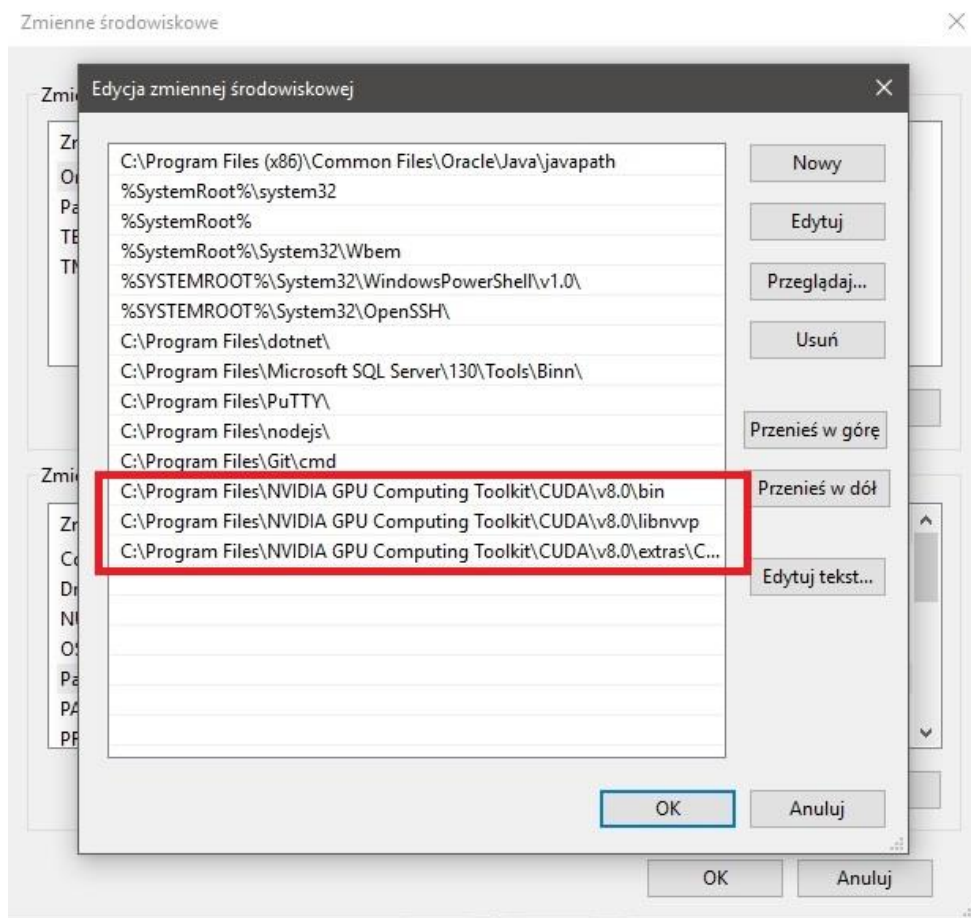 Zmienne środowiskowe
Edycja zmiennej środowiskowej
C:\Program Files (x86)\Common Files\Oracle\Java\javapath
%SystemRoot%\system32
%SystemRoot%
%SystemRoot%\System32\Wbem
%SYSTEMROOT%\System32\WindowsPowerShell\v1.0\
%SYSTEMROOT%\System32\OpenSSH\
C:\Program Files\dotnet\
C:\Program Files\Microsoft SQL Server\130\Tools\Binn\
C:\Program Files\PuTTY\
C:\Program Files\nodejs\
C:\Program Files\Git\cmd
C:\Program Files\NVIDIA GPU Computing Toolkit\CUDA\v8.0\bin
C:\Program Files\NVIDIA GPU Computing Toolkit\CUDA\v8.0\libnvvp
C:\Program Files\NVIDIA GPU Computing Toolkit\CUDA\v8.0\extras\C...
Nowy
Edytuj
Przeglądaj...
Usuń
Przenieś w górę
Przenieś w dół
Edytuj tekst...
OK
Anuluj
OK
Anuluj